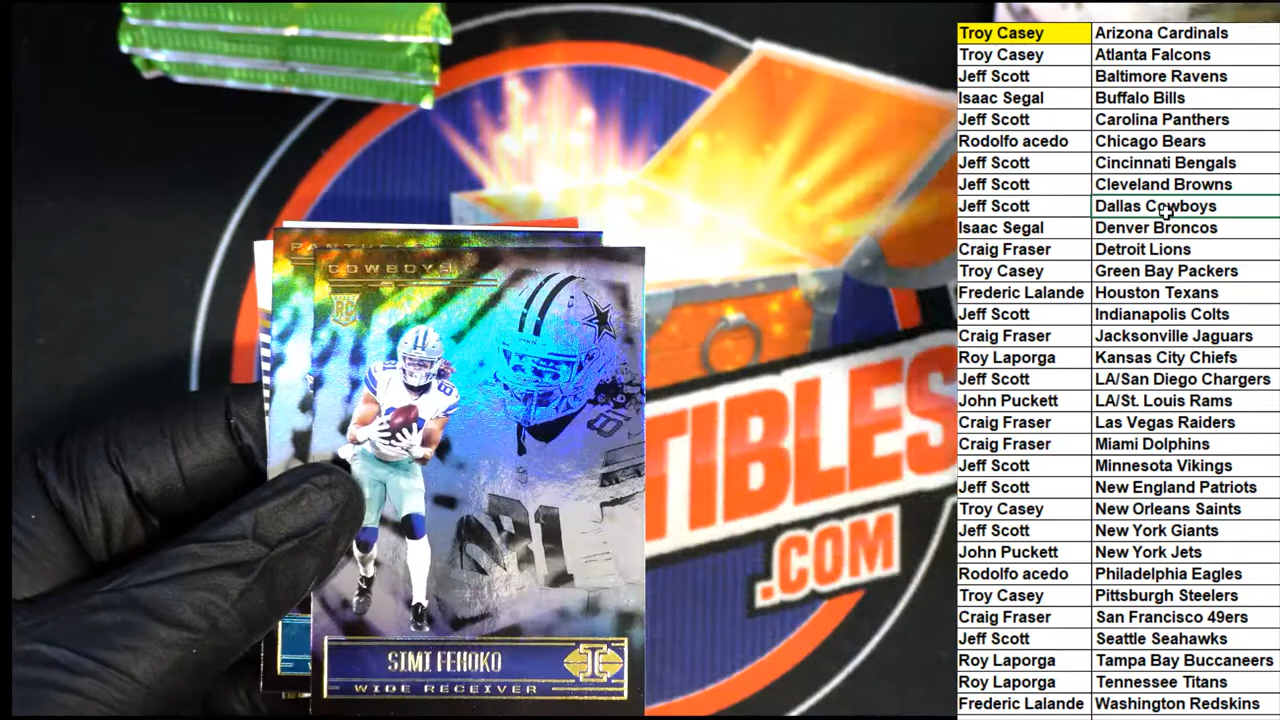 PANTHERS
COWBOYS
RC
81
SIMI FEHOKO
WIDE RECEIVER
TIBLES
.COM
Troy Casey Arizona Cardinals
Troy Casey Atlanta Falcons
Jeff Scott Baltimore Ravens
Isaac Segal Buffalo Bills
Jeff Scott Carolina Panthers
Rodolfo acedo Chicago Bears
Jeff Scott Cincinnati Bengals
Jeff Scott Cleveland Browns
Jeff Scott Dallas Cowboys
Isaac Segal Denver Broncos
Craig Fraser Detroit Lions
Troy Casey Green Bay Packers
Frederic Lalande Houston Texans
Jeff Scott Indianapolis Colts
Craig Fraser Jacksonville Jaguars
Roy Laporga Kansas City Chiefs
Jeff Scott LA/San Diego Chargers
John Puckett LA/St. Louis Rams
Craig Fraser Las Vegas Raiders
Craig Fraser Miami Dolphins
Jeff Scott Minnesota Vikings
Jeff Scott New England Patriots
Troy Casey New Orleans Saints
Jeff Scott New York Giants
John Puckett New York Jets
Rodolfo acedo Philadelphia Eagles
Troy Casey Pittsburgh Steelers
Craig Fraser San Francisco 49ers
Jeff Scott Seattle Seahawks
Roy Laporga Tampa Bay Buccaneers
Roy Laporga Tennessee Titans
Frederic Lalande Washington Redskins